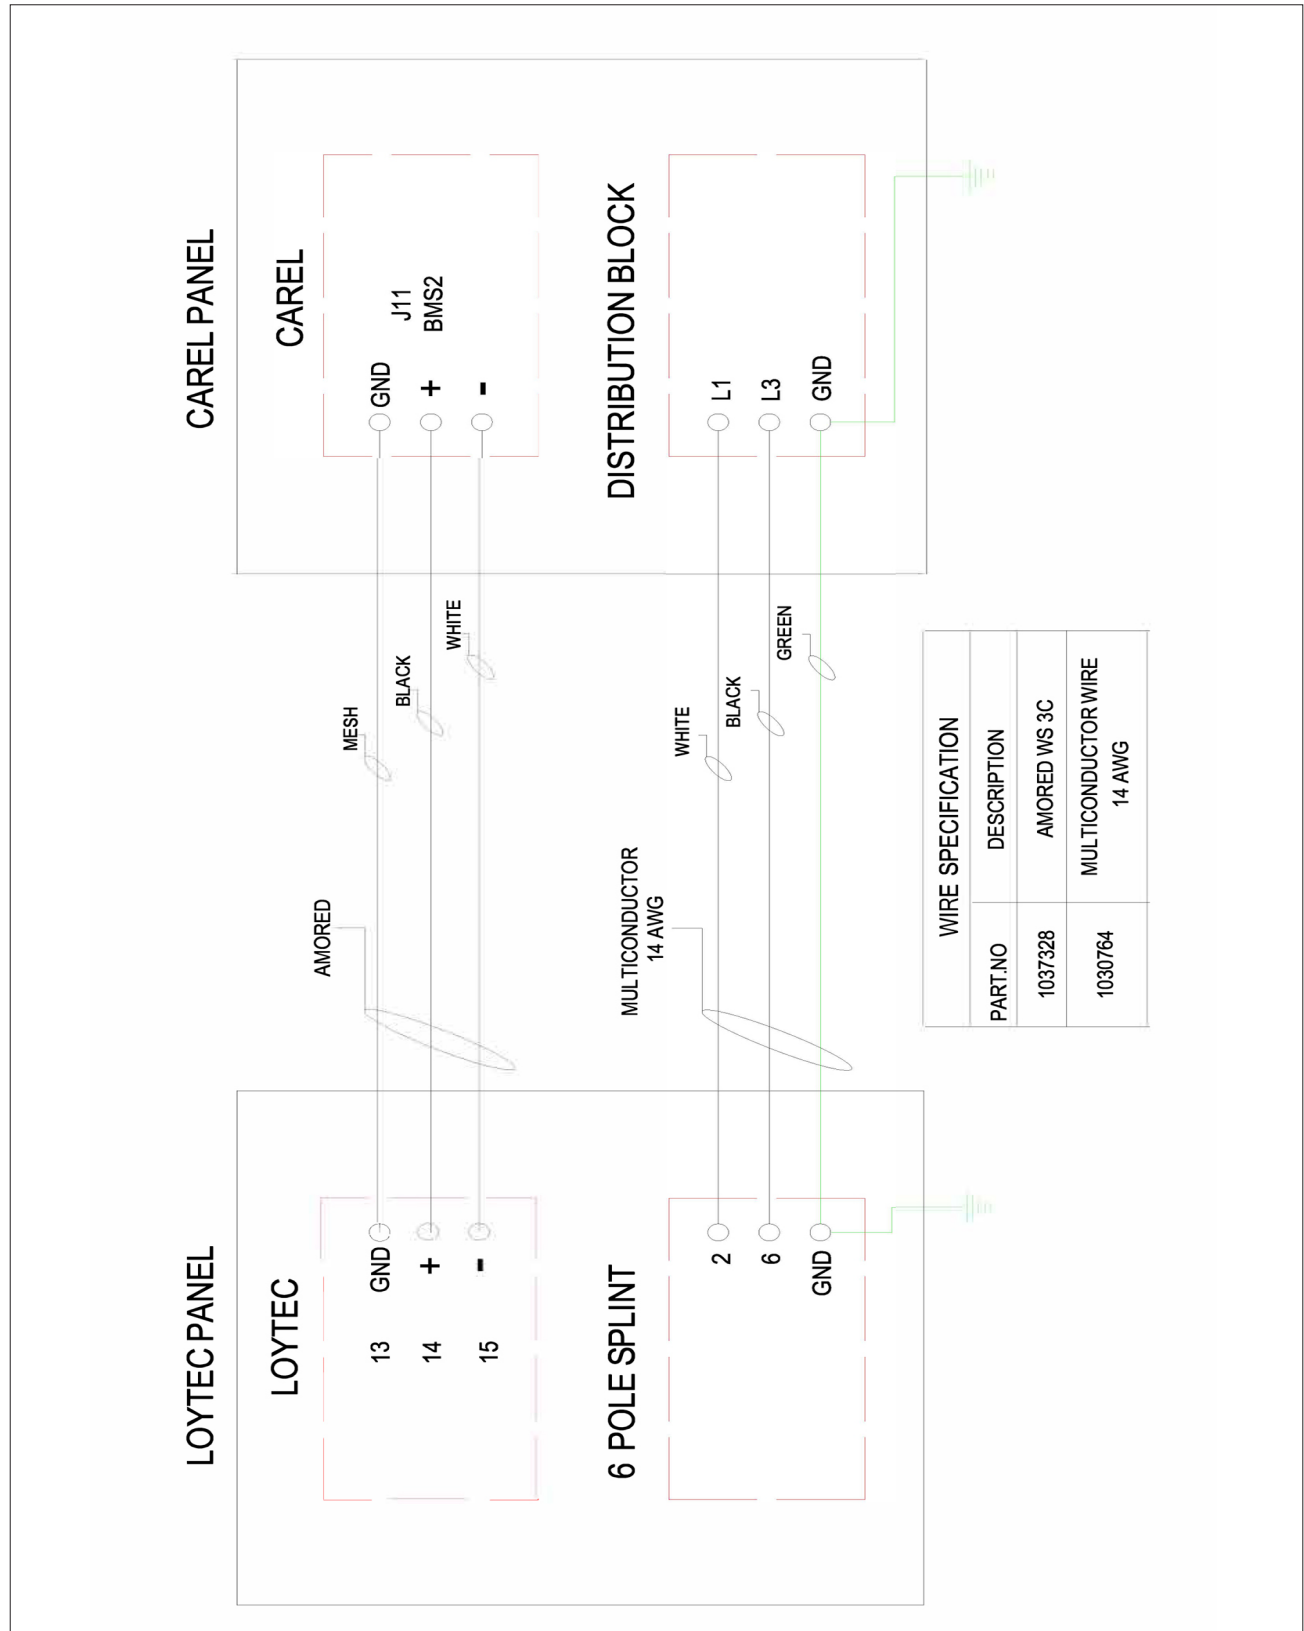 LOYTEC PANEL
LOYTEC
13 GND
14 +
15 -
6 POLE SPLINT
2
6
GND
AMORED
MESH
BLACK
WHITE
MULTICONDUCTOR
14 AWG
WHITE
BLACK
GREEN
CAREL PANEL
CAREL
GND
+
-
J11
BMS2
DISTRIBUTION BLOCK
L1
L3
GND
WIRE SPECIFICATION
PART.NO DESCRIPTION
1037328 AMORED WS 3C
1030764 MULTICONDUCTOR WIRE
14 AWG